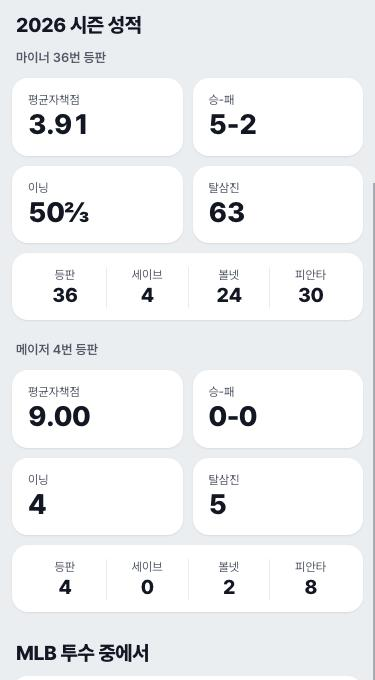 2026 시즌 성적
마이너 36번 등판
평균자책점 승-패
3.91 5-2
이닝 탈삼진
50⅔ 63
등판 세이브 볼넷 피안타
36 4 24 30
메이저 4번 등판
평균자책점 승-패
9.00 0-0
이닝 탈삼진
4 5
등판 세이브 볼넷 피안타
4 0 2 8
MLB 투수 중에서